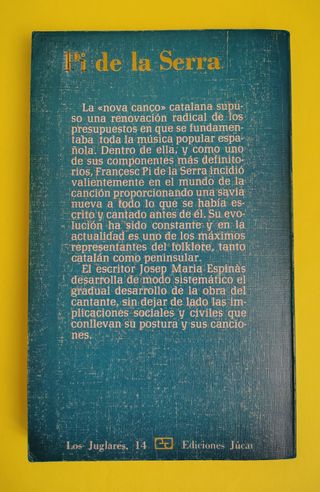 Pi de la Serra
La «nova canço» catalana supu-
so una renovación radical de los
presupuestos en que se fundamen-
taba toda la música popular espa-
ñola. Dentro de ella, y como uno
de sus componentes más definito-
rios, Françesc Pi de la Serra incidió
valientemente en el mundo de la
canción proporcionando una savia
nueva a todo lo que se había es-
crito y cantado antes de él. Su evo-
lución ha sido constante y en la
actualidad es uno de los máximos
representantes del folklore, tanto
catalán como peninsular.
El escritor Josep Maria Espinàs
desarrolla de modo sistemático el
gradual desarrollo de la obra del
cantante, sin dejar de lado las im-
plicaciones sociales y civiles que
conllevan su postura y sus cancio-
nes.
Los Juglares, 14 Ediciones Júcar